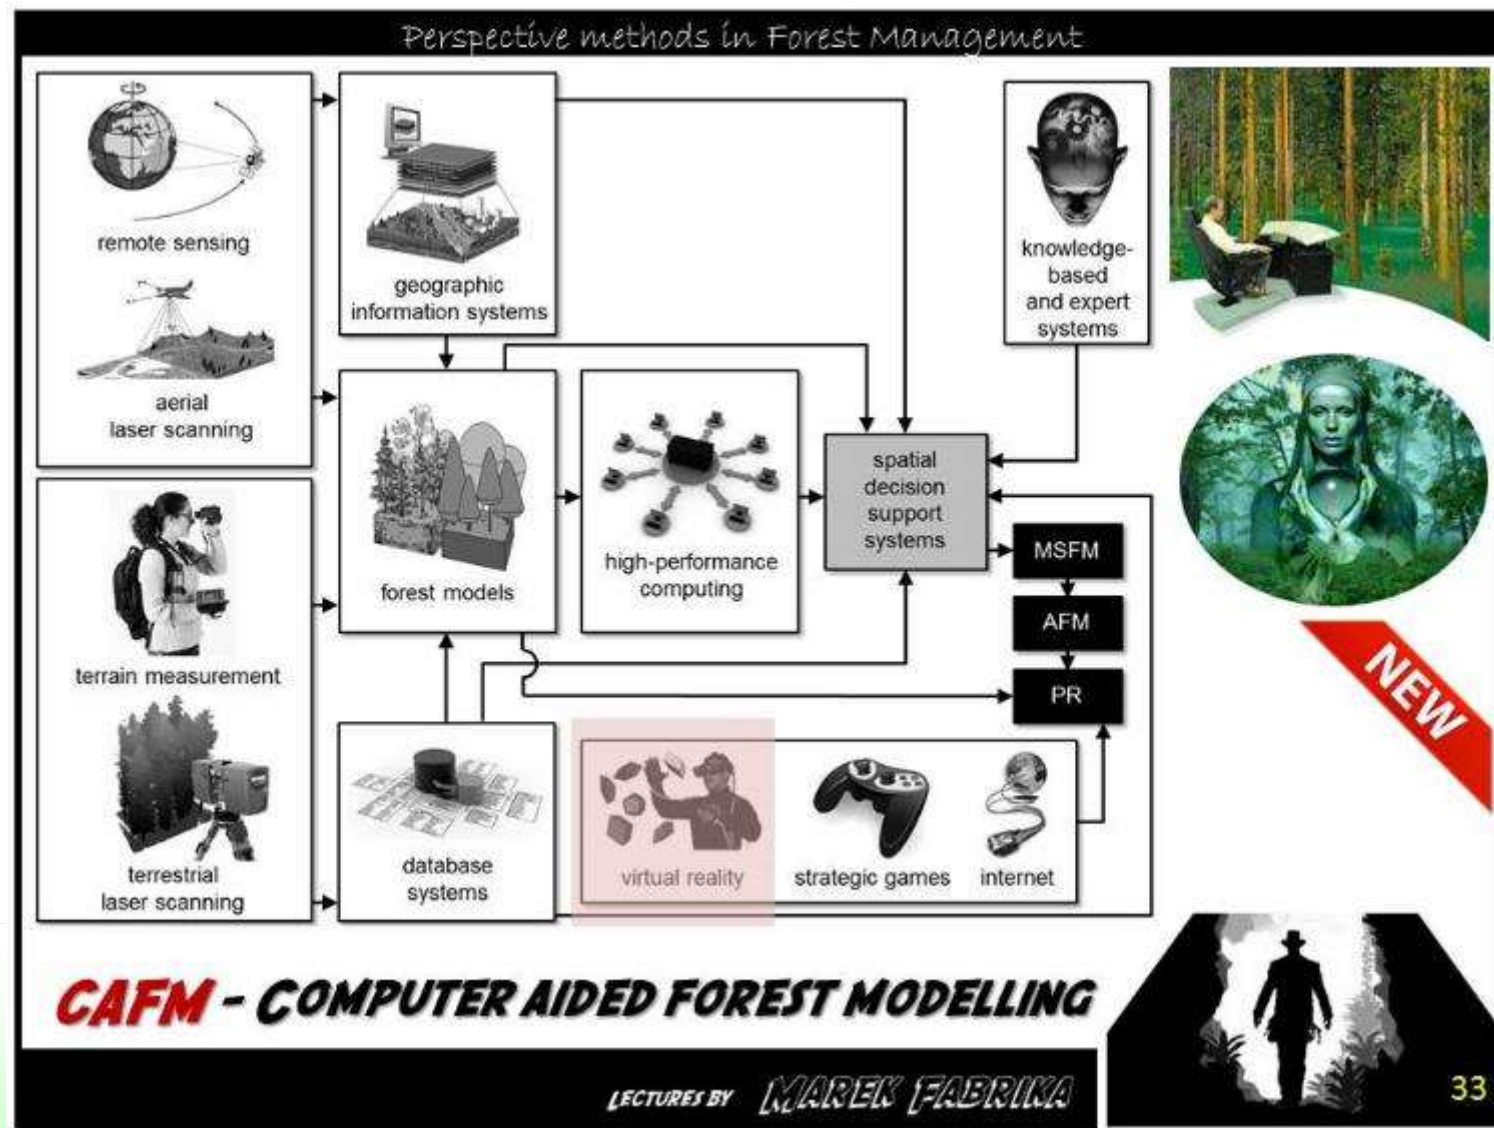 Perspective methods in Forest Management
remote sensing
aerial
laser scanning
geographic
information systems
knowledge-
based
and expert
systems
terrain measurement
terrestrial
laser scanning
forest models
high-performance
computing
spatial
decision
support
systems
MSFM
AFM
PR
database
systems
virtual reality
strategic games
internet
NEW
CAFM - COMPUTER AIDED FOREST MODELLING
LECTURES BY MAREK FABRIKA
33